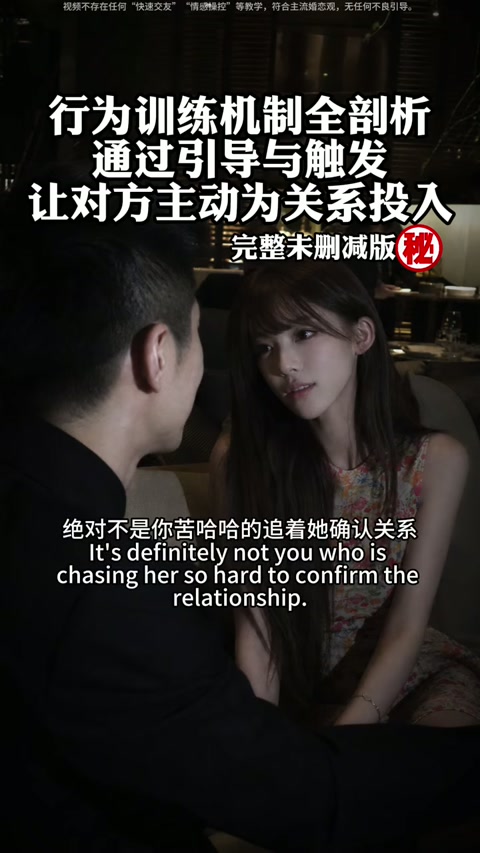 视频不存在任何“快速交友”“情感操控”等教学，符合主流婚恋观，无任何不良引导。
行为训练机制全剖析
通过引导与触发
让对方主动为关系投入
完整未删减版㊙
绝对不是你苦哈哈的追着她确认关系
It's definitely not you who is
chasing her so hard to confirm the
relationship.